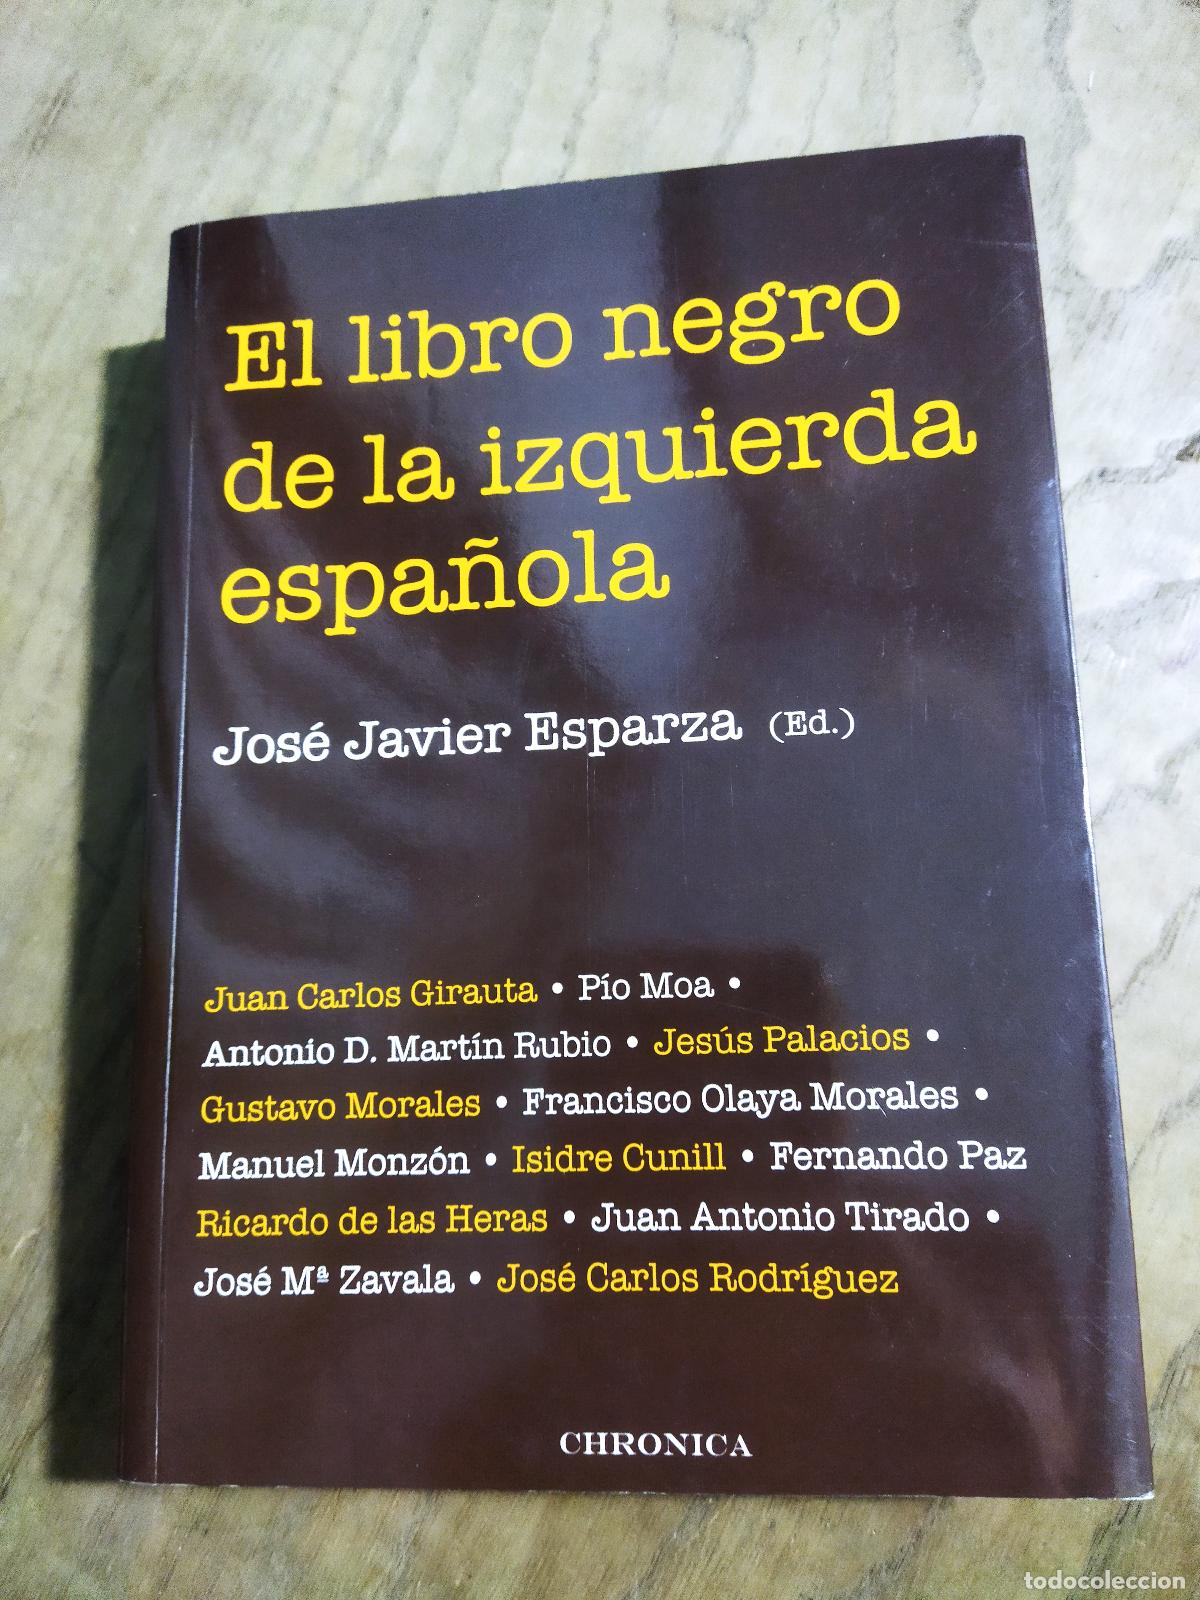 El libro negro
de la izquierda
española
José Javier Esparza (Ed.)
Juan Carlos Girauta • Pío Moa •
Antonio D. Martín Rubio • Jesús Palacios •
Gustavo Morales • Francisco Olaya Morales •
Manuel Monzón • Isidre Cunill • Fernando Paz
Ricardo de las Heras • Juan Antonio Tirado •
José Mª Zavala • José Carlos Rodríguez
CHRONICA
todocoleccion